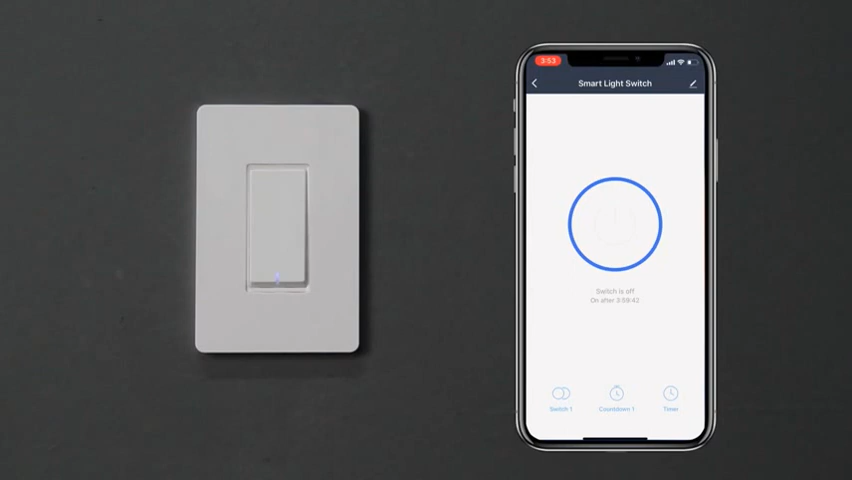 3:53
Smart Light Switch
Switch is off
On after 3:59:42
Switch 1
Countdown 1
Timer